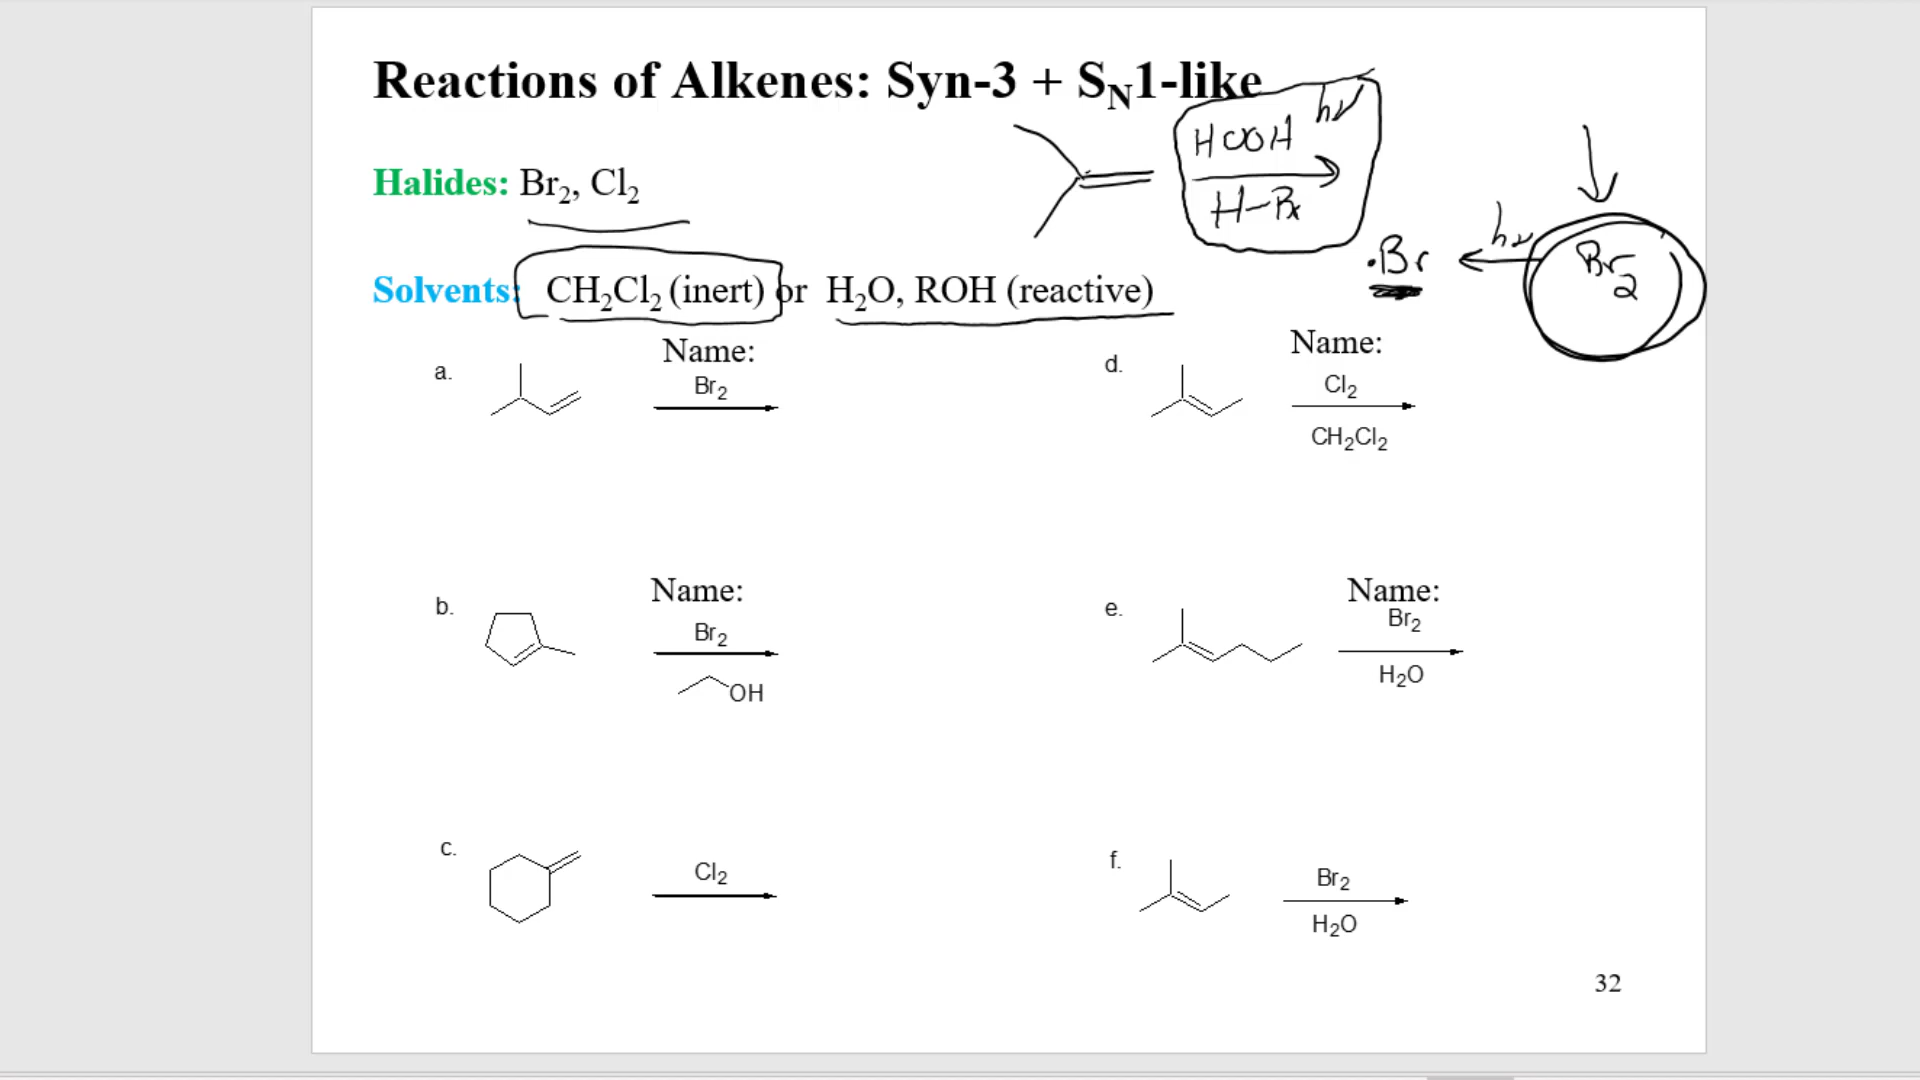 Reactions of Alkenes: Syn-3 + SN1-like
HOOH hν
H-Br
Halides: Br2, Cl2
·Br hν Br2
Solvents: CH2Cl2 (inert) or H2O, ROH (reactive)
a.
Name:
Br2
d.
Name:
Cl2
CH2Cl2
b.
Name:
Br2
OH
e.
Name:
Br2
H2O
c.
Cl2
f.
Br2
H2O
32